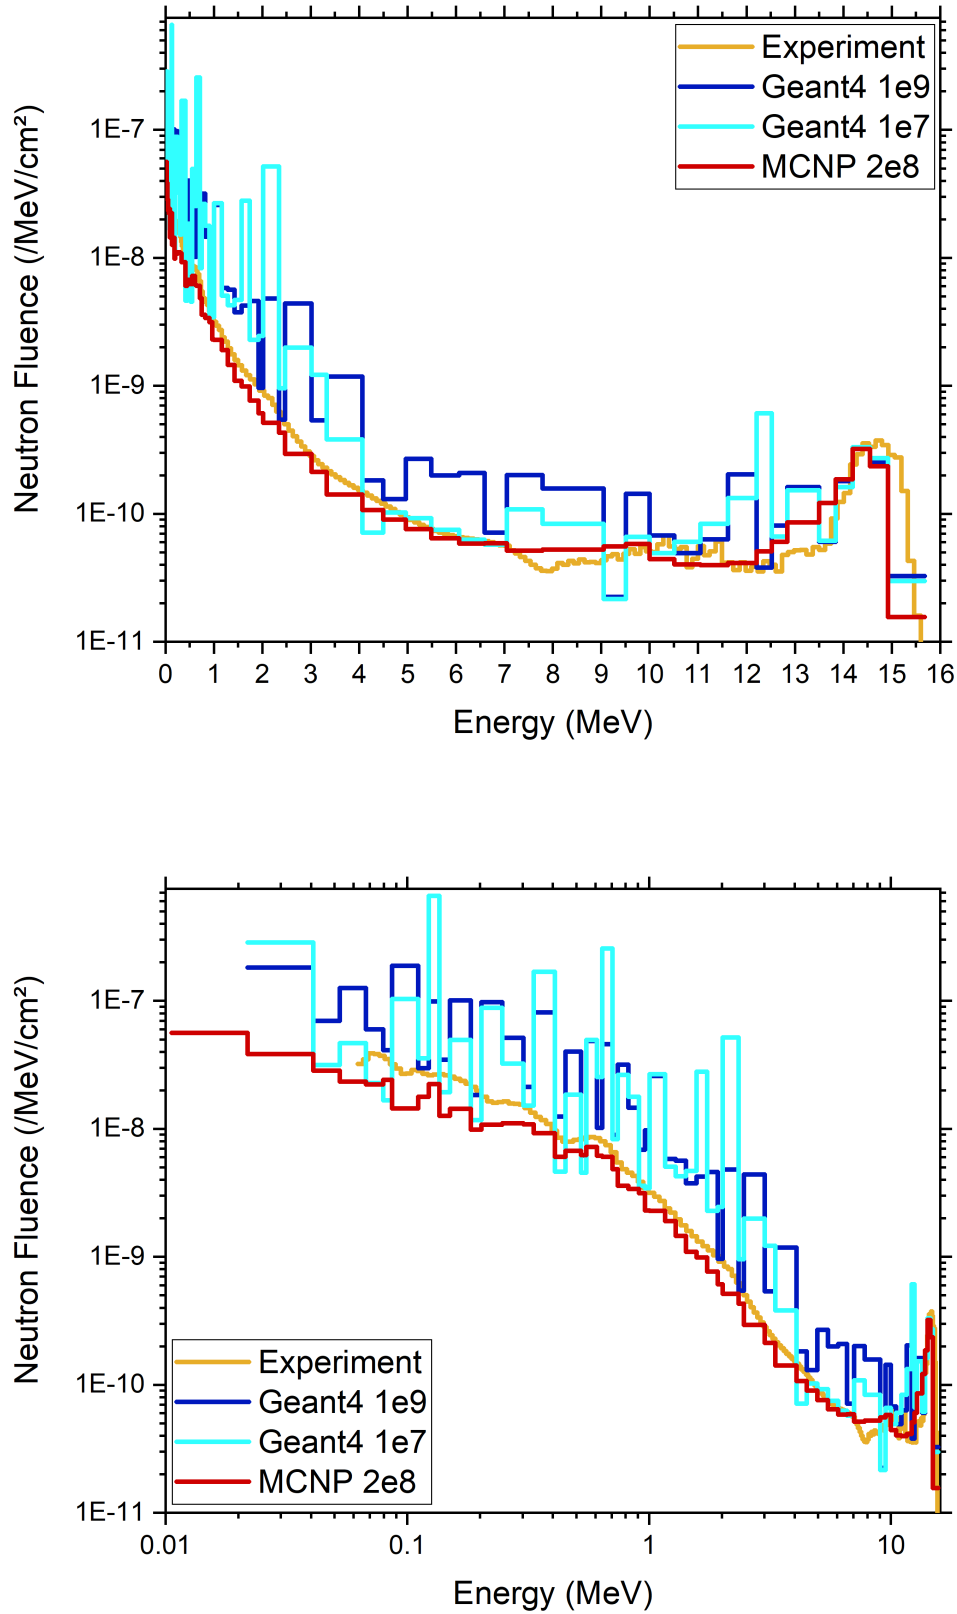 Neutron Fluence (/MeV/cm²)
1E-7
1E-8
1E-9
1E-10
1E-11
Experiment
Geant4 1e9
Geant4 1e7
MCNP 2e8
0 1 2 3 4 5 6 7 8 9 10 11 12 13 14 15 16
Energy (MeV)
Neutron Fluence (/MeV/cm²)
1E-7
1E-8
1E-9
1E-10
1E-11
Experiment
Geant4 1e9
Geant4 1e7
MCNP 2e8
0.01 0.1 1 10
Energy (MeV)